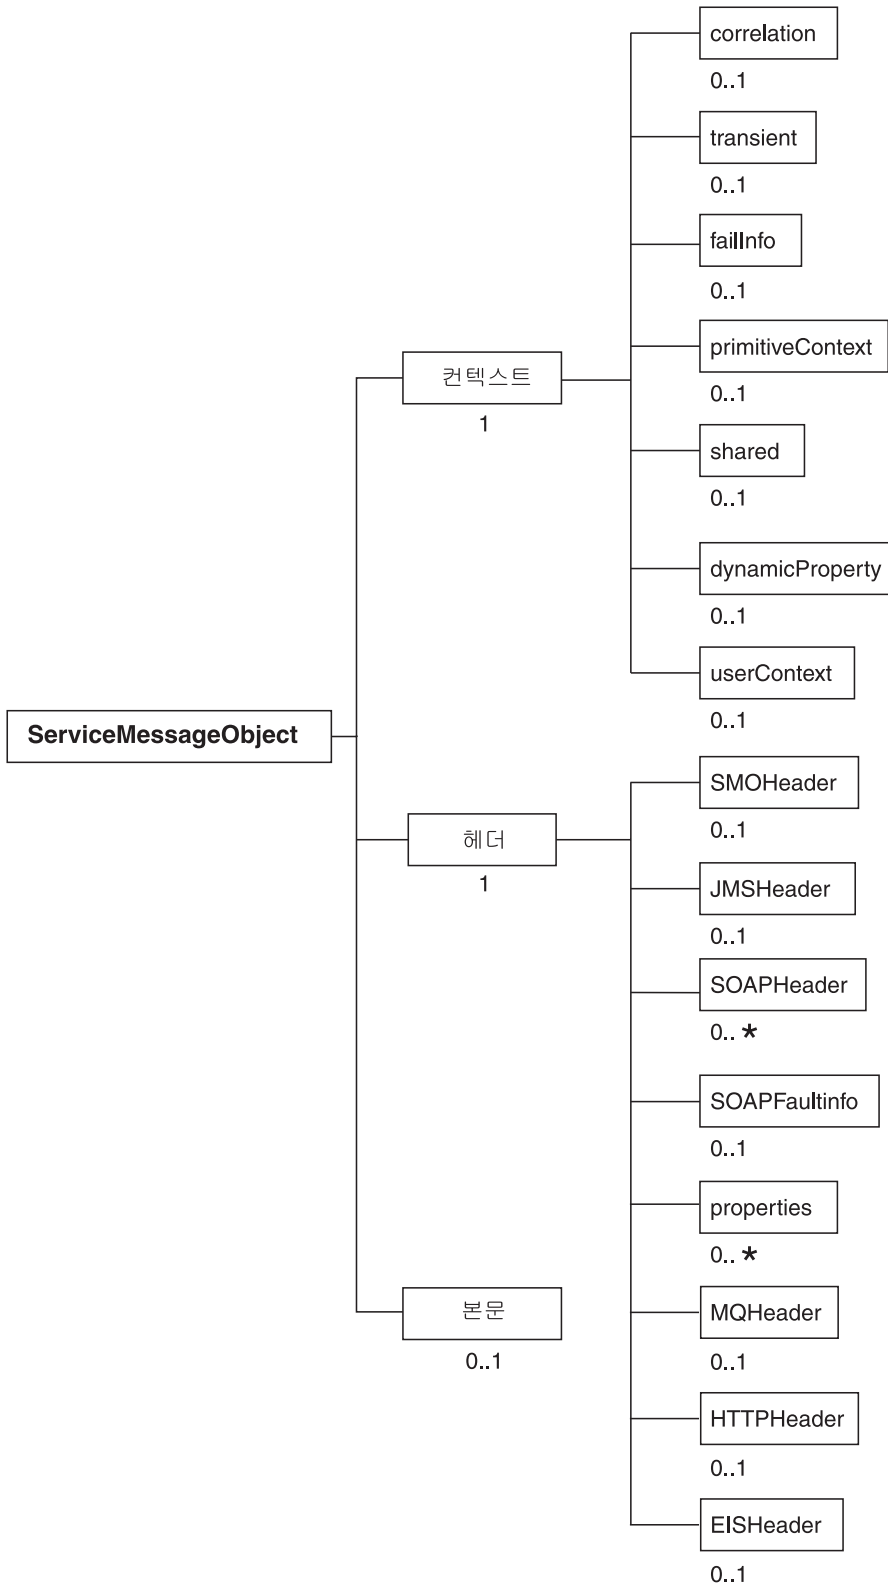 correlation
0..1
transient
0..1
failInfo
0..1
primitiveContext
0..1
컨텍스트
1
shared
0..1
dynamicProperty
0..1
userContext
0..1
ServiceMessageObject
SMOHeader
0..1
헤더
1
JMSHeader
0..1
SOAPHeader
0.. *
SOAPFaultinfo
0..1
properties
0.. *
본문
0..1
MQHeader
0..1
HTTPHeader
0..1
EISHeader
0..1